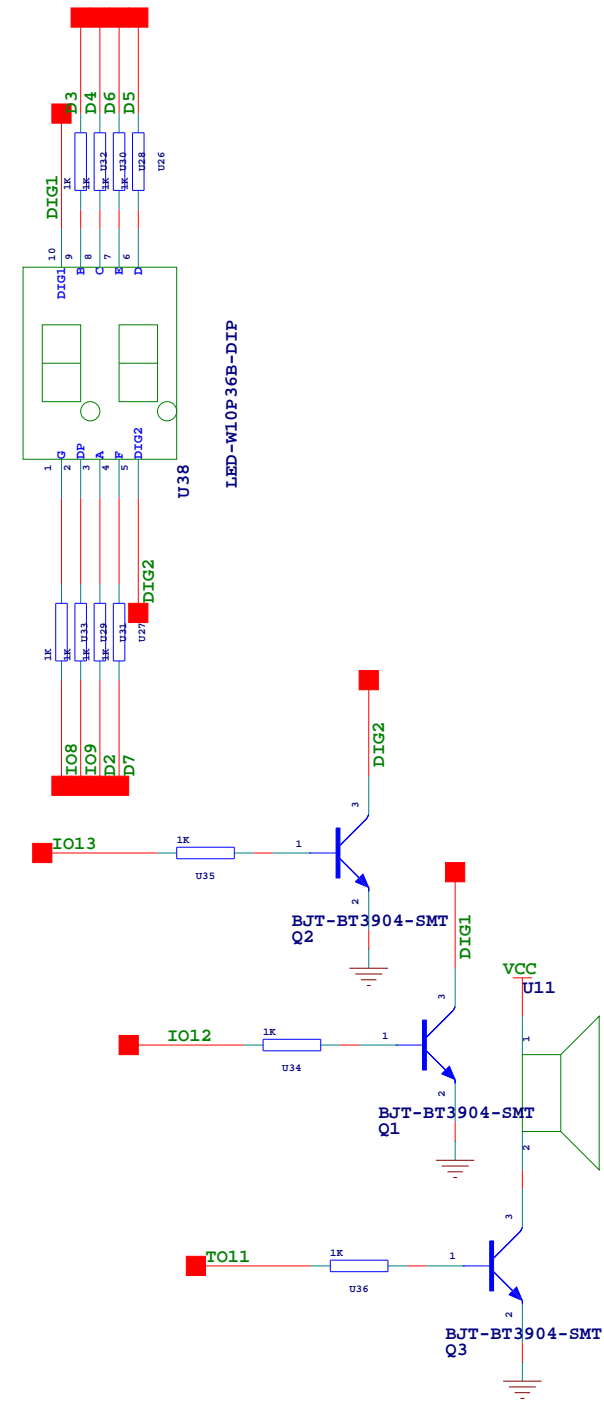 D3
D4
D6
D5
DIG1
1K
1K
1K
1K
U32
U30
U28
U26
10
9
8
7
6
DIG1
B
C
E
D
LED-W10P36B-DIP
U38
G
DP
A
F
DIG2
1
2
3
4
5
DIG2
1K
1K
1K
1K
U33
U29
U31
U27
IO8
IO9
D2
D7
DIG2
3
IO13
1K
1
U35
2
BJT-BT3904-SMT
Q2
DIG1
3
IO12
1K
1
U34
2
BJT-BT3904-SMT
Q1
VCC
U11
1
2
3
TO11
1K
1
U36
2
BJT-BT3904-SMT
Q3